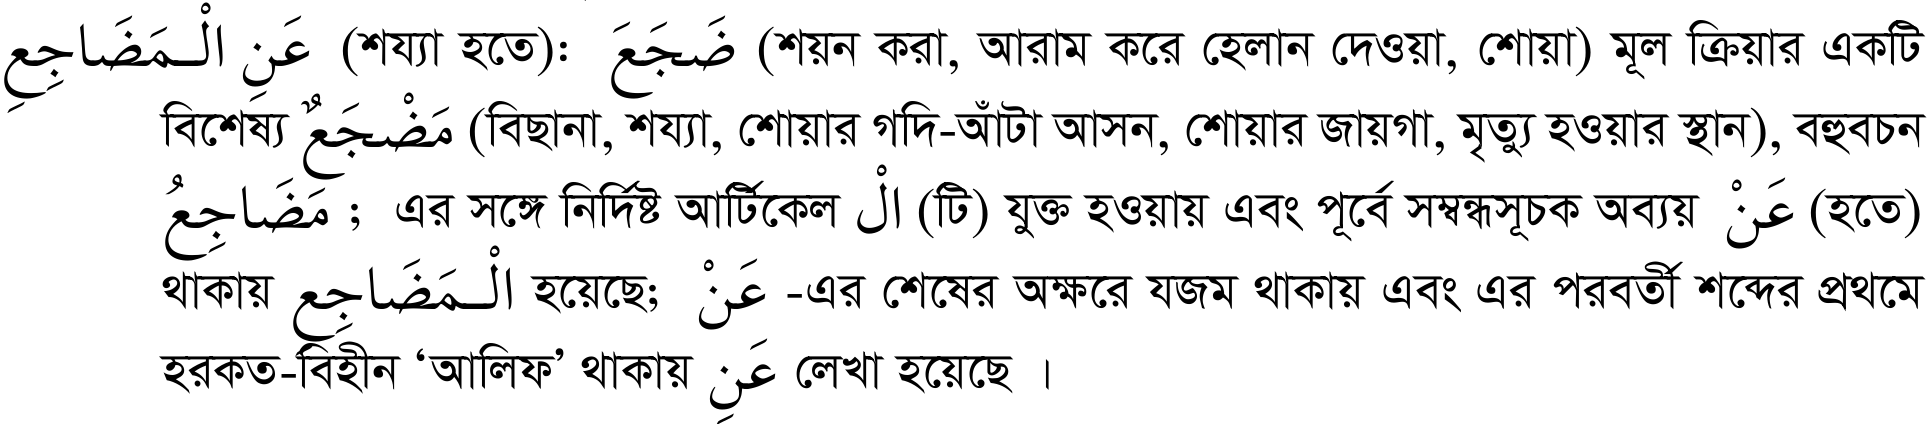 عَنِ الْـمَضَاجِعِ (শয্যা হতে): ضَجَعَ (শয়ন করা, আরাম করে হেলান দেওয়া, শোয়া) মূল ক্রিয়ার একটি
বিশেষ্য مَضْجَعٌ (বিছানা, শয্যা, শোয়ার গদি-আঁটা আসন, শোয়ার জায়গা, মৃত্যু হওয়ার স্থান), বহুবচন
مَضَاجِعُ ; এর সঙ্গে নির্দিষ্ট আর্টিকেল الْ (টি) যুক্ত হওয়ায় এবং পূর্বে সম্বন্ধসূচক অব্যয় عَنْ (হতে)
থাকায় الْـمَضَاجِعِ হয়েছে; عَنْ -এর শেষের অক্ষরে যজম থাকায় এবং এর পরবর্তী শব্দের প্রথমে
হরকত-বিহীন ‘আলিফ’ থাকায় عَنِ লেখা হয়েছে ।